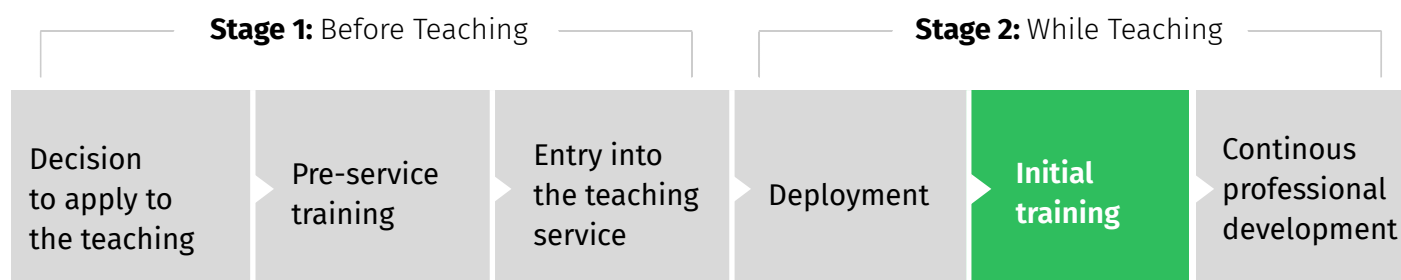 Stage 1: Before Teaching
Stage 2: While Teaching
Decision
to apply to
the teaching
Pre-service
training
Entry into
the teaching
service
Deployment
Initial
training
Continous
professional
development